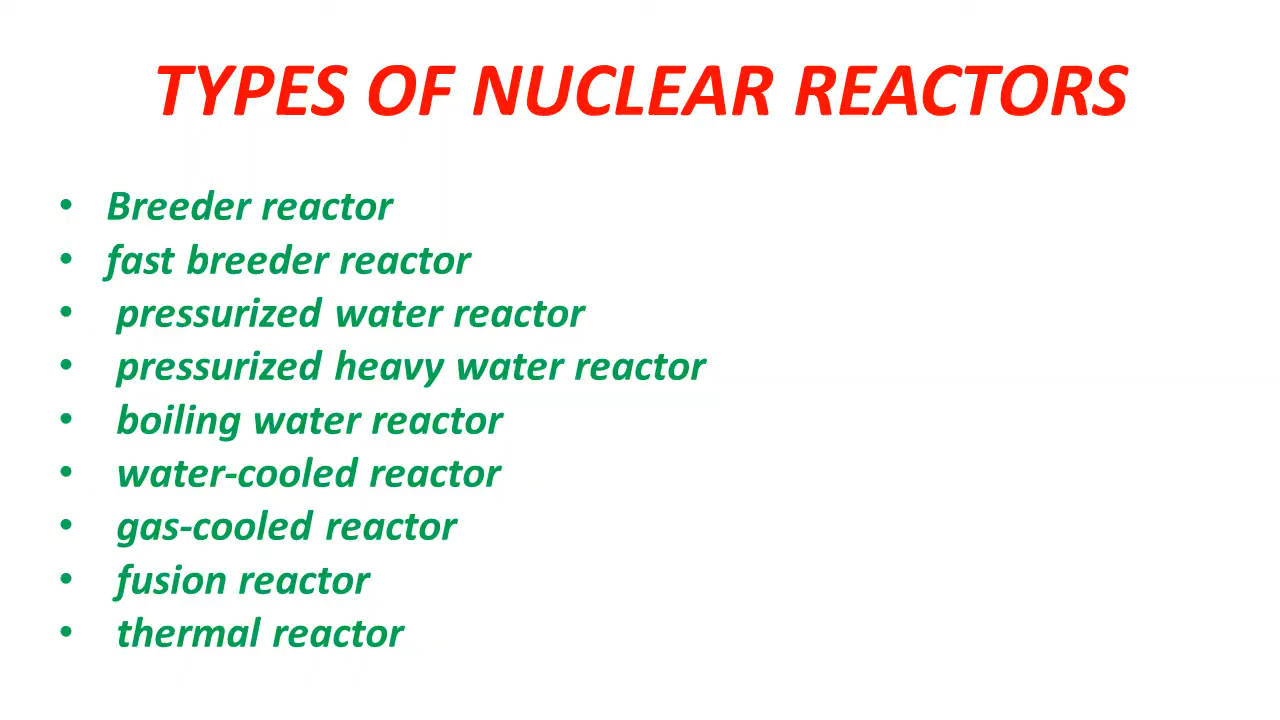 TYPES OF NUCLEAR REACTORS
• Breeder reactor
• fast breeder reactor
• pressurized water reactor
• pressurized heavy water reactor
• boiling water reactor
• water-cooled reactor
• gas-cooled reactor
• fusion reactor
• thermal reactor